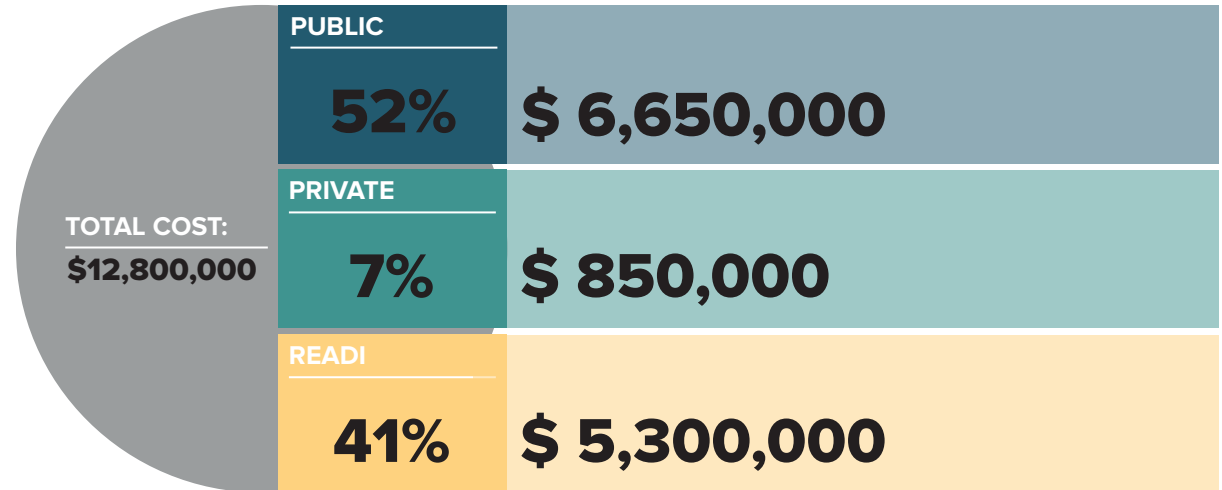 TOTAL COST:
$12,800,000
PUBLIC
52%
$ 6,650,000
PRIVATE
7%
$ 850,000
READI
41%
$ 5,300,000